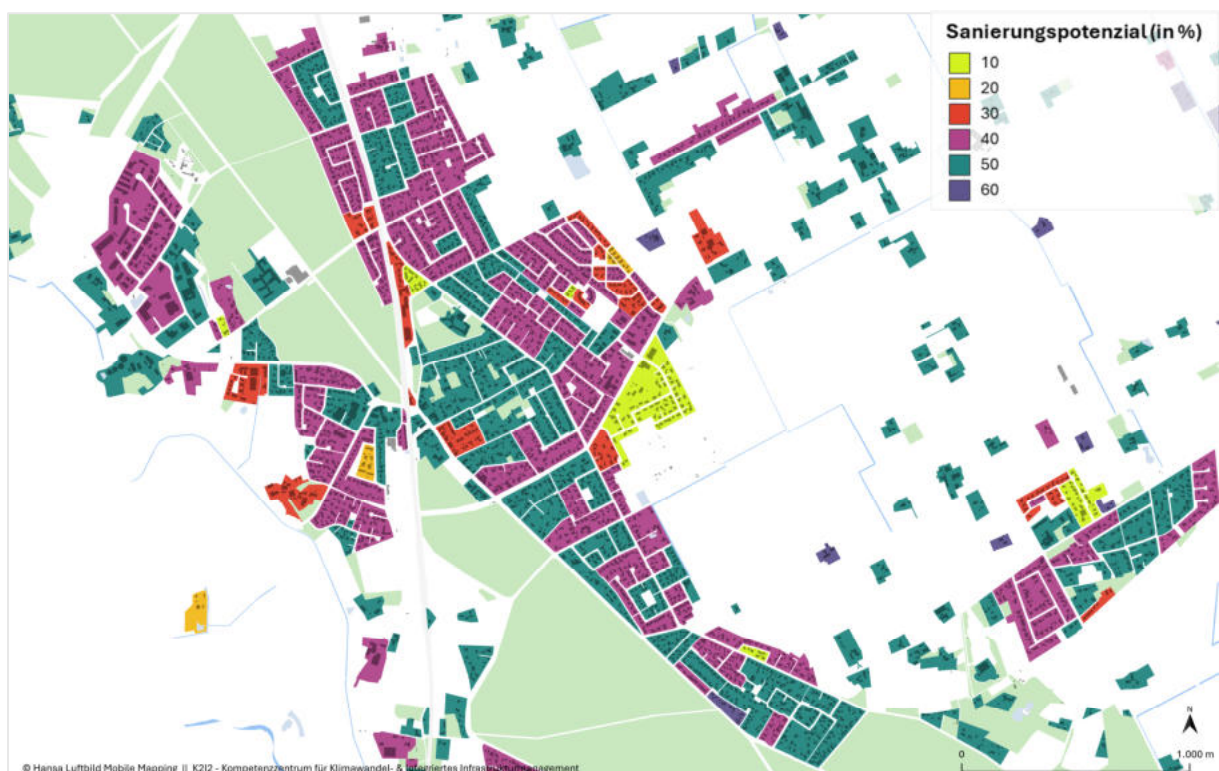 Sanierungspotenzial (in %)
10
20
30
40
50
60
N
0 1.000 m
© Hansa Luftbild Mobile Mapping || K2I2 - Kompetenzzentrum für Klimawandel- & integriertes Infrastrukturmanagement